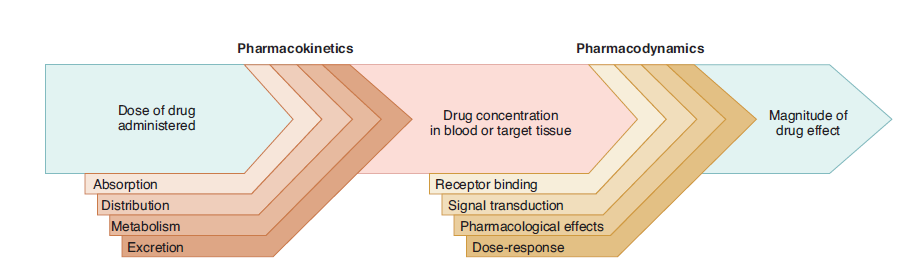 Pharmacokinetics
Pharmacodynamics
Dose of drug
administered
Drug concentration
in blood or target tissue
Magnitude of
drug effect
Absorption
Distribution
Metabolism
Excretion
Receptor binding
Signal transduction
Pharmacological effects
Dose-response